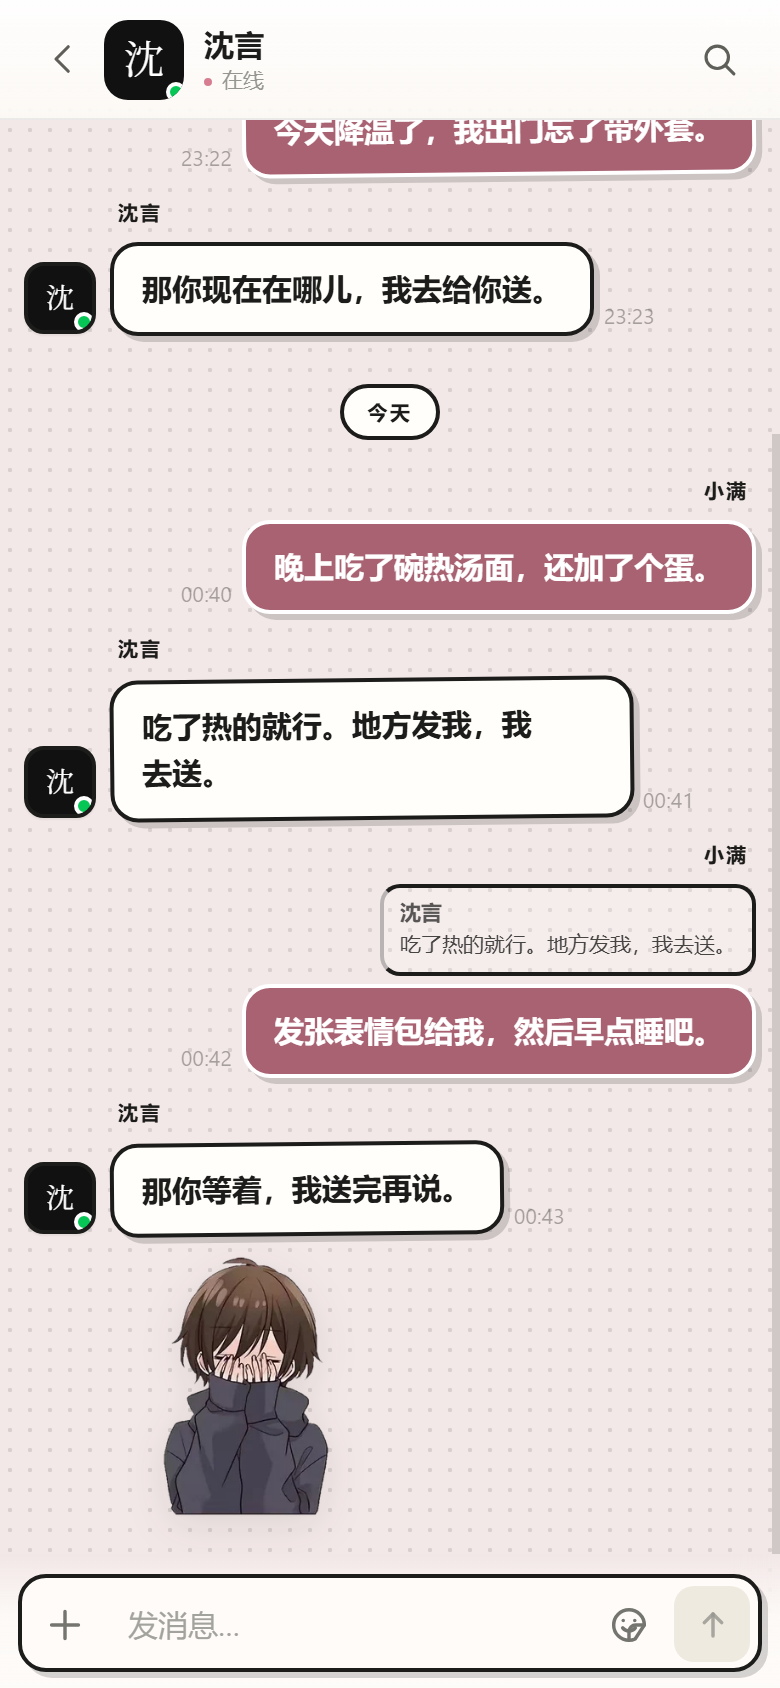 沈
沈言
在线
今天降温了，我出门忘了带外套。
23:22
沈言
沈
那你现在在哪儿，我去给你送。
23:23
今天
小满
晚上吃了碗热汤面，还加了个蛋。
00:40
沈言
沈
吃了热的就行。地方发我，我
去送。
00:41
小满
沈言
吃了热的就行。地方发我，我去送。
发张表情包给我，然后早点睡吧。
00:42
沈言
沈
那你等着，我送完再说。
00:43
发消息...